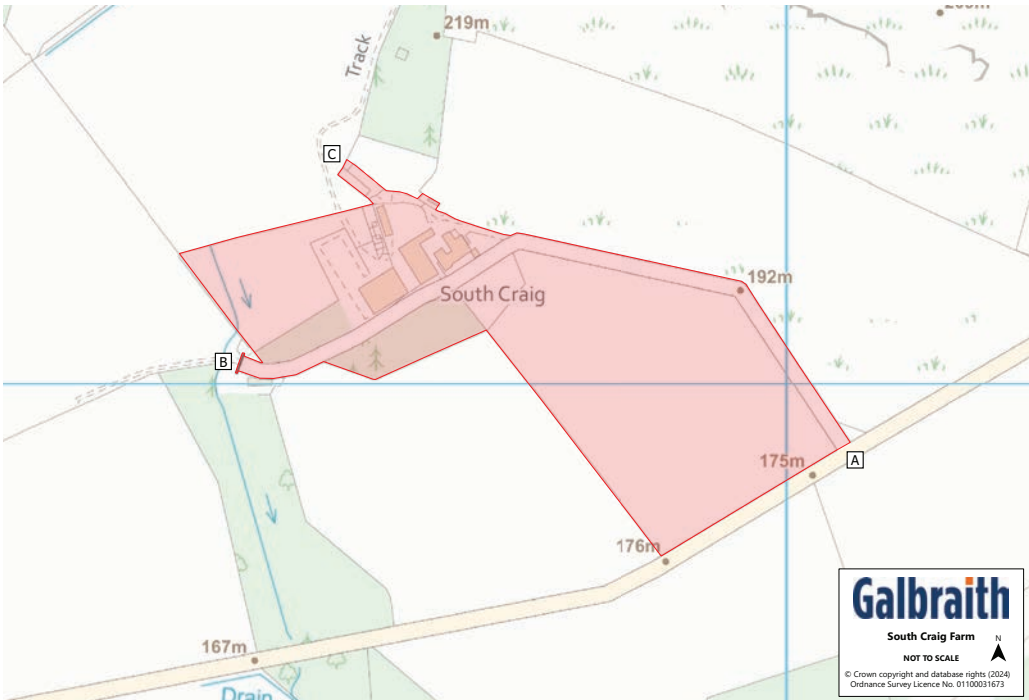 219m
Track
C
192m
South Craig
B
175m
A
176m
167m
Drain
Galbraith
South Craig Farm
N
NOT TO SCALE
© Crown copyright and database rights (2024)
Ordnance Survey Licence No. 01100031673